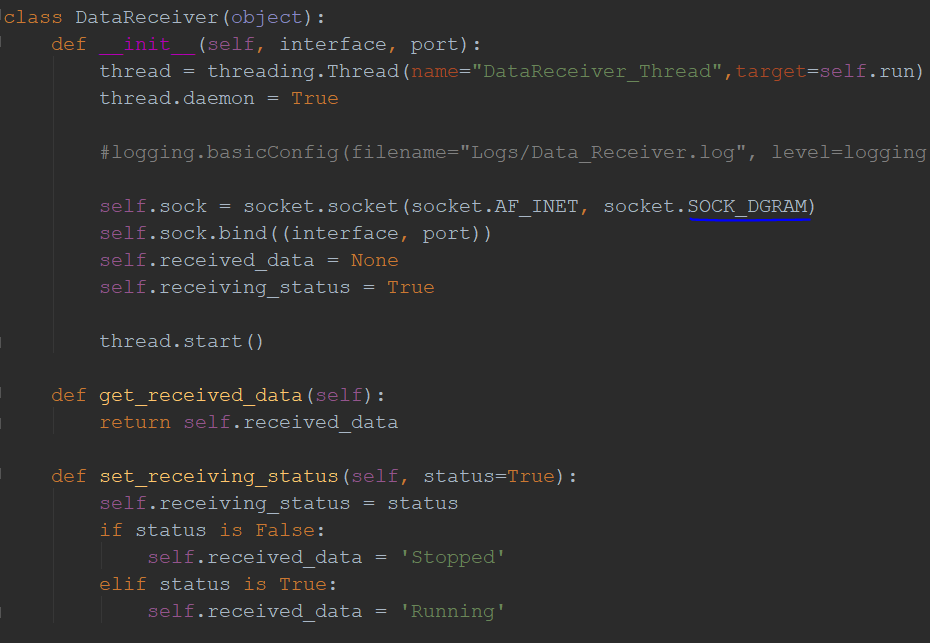 class DataReceiver(object):
    def __init__(self, interface, port):
        thread = threading.Thread(name="DataReceiver_Thread",target=self.run)
        thread.daemon = True
        #logging.basicConfig(filename="Logs/Data_Receiver.log", level=logging
        self.sock = socket.socket(socket.AF_INET, socket.SOCK_DGRAM)
        self.sock.bind((interface, port))
        self.received_data = None
        self.receiving_status = True
        thread.start()
    def get_received_data(self):
        return self.received_data
    def set_receiving_status(self, status=True):
        self.receiving_status = status
        if status is False:
            self.received_data = 'Stopped'
        elif status is True:
            self.received_data = 'Running'